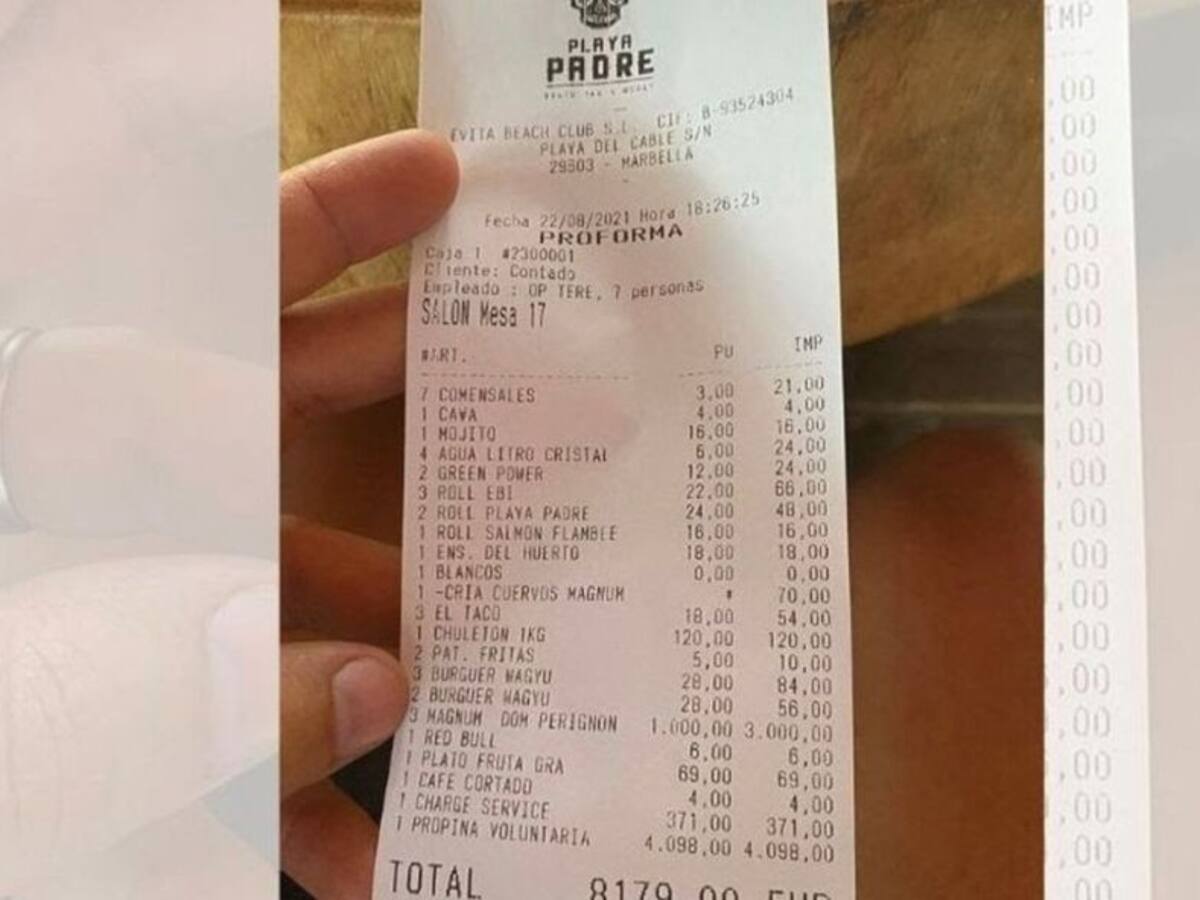 PLAYA
PADRE
EVITA BEACH CLUB S.L. CIF: B-93524304
PLAYA DEL CABLE S/N
29603 - MARBELLA
Fecha 22/08/2021 Hora 18:26:25
PROFORMA
Caja 1 #2300001
Cliente: Contado
Empleado : OP TERE, 7 personas
SALON Mesa 17
#ART. PU IMP
7 COMENSALES 3,00 21,00
1 CAVA 4,00 4,00
1 MOJITO 16,00 16,00
4 AGUA LITRO CRISTAL 6,00 24,00
2 GREEN POWER 12,00 24,00
3 ROLL EBI 22,00 66,00
2 ROLL PLAYA PADRE 24,00 48,00
1 ROLL SALMON FLAMBLE 16,00 16,00
1 ENS. DEL HUERTO 18,00 18,00
1 BLANCOS 0,00 0,00
1 -CRIA CUERVOS MAGNUM * 70,00
3 EL TACO 18,00 54,00
1 CHULETON 1KG 120,00 120,00
2 PAT. FRITAS 5,00 10,00
3 BURGUER WAGYU 28,00 84,00
2 BURGUER WAGYU 28,00 56,00
3 MAGNUM DOM PERIGNON 1.000,00 3.000,00
1 RED BULL 6,00 6,00
1 PLATO FRUTA GRA 69,00 69,00
1 CAFE CORTADO 4,00 4,00
1 CHARGE SERVICE 371,00 371,00
1 PROPINA VOLUNTARIA 4.098,00 4.098,00
TOTAL 8179,00 EUR